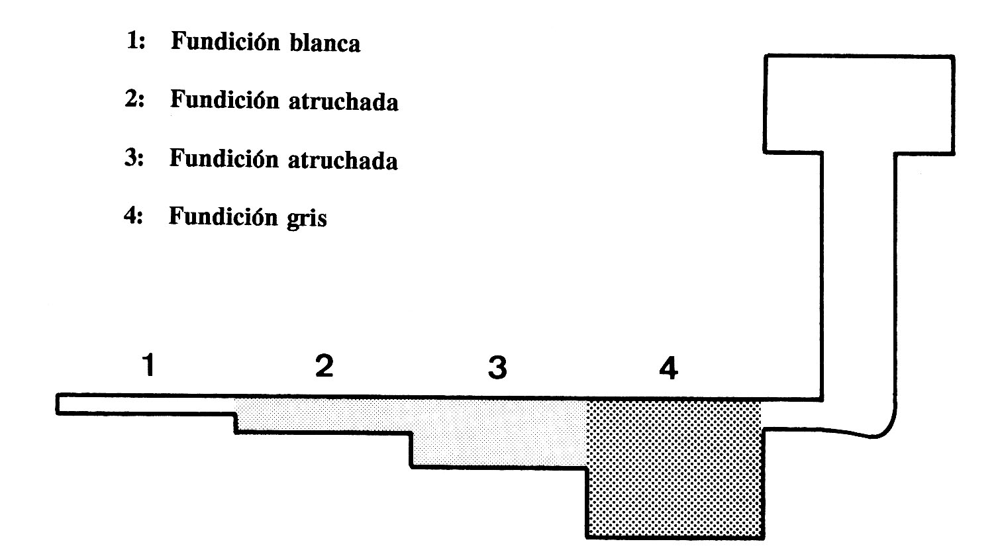 1: Fundición blanca
2: Fundición atruchada
3: Fundición atruchada
4: Fundición gris
1 2 3 4